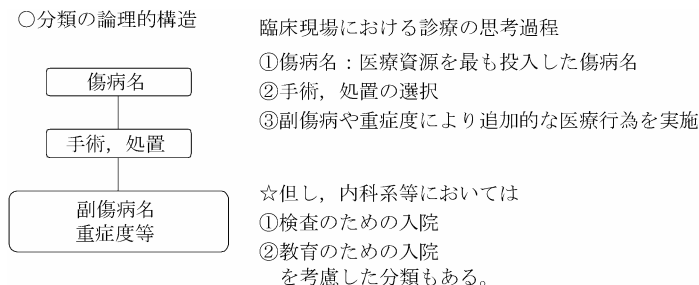 ○分類の論理的構造
傷病名
手術，処置
副傷病名
重症度等
臨床現場における診療の思考過程
①傷病名：医療資源を最も投入した傷病名
②手術，処置の選択
③副傷病や重症度により追加的な医療行為を実施
☆但し，内科系等においては
①検査のための入院
②教育のための入院
を考慮した分類もある。